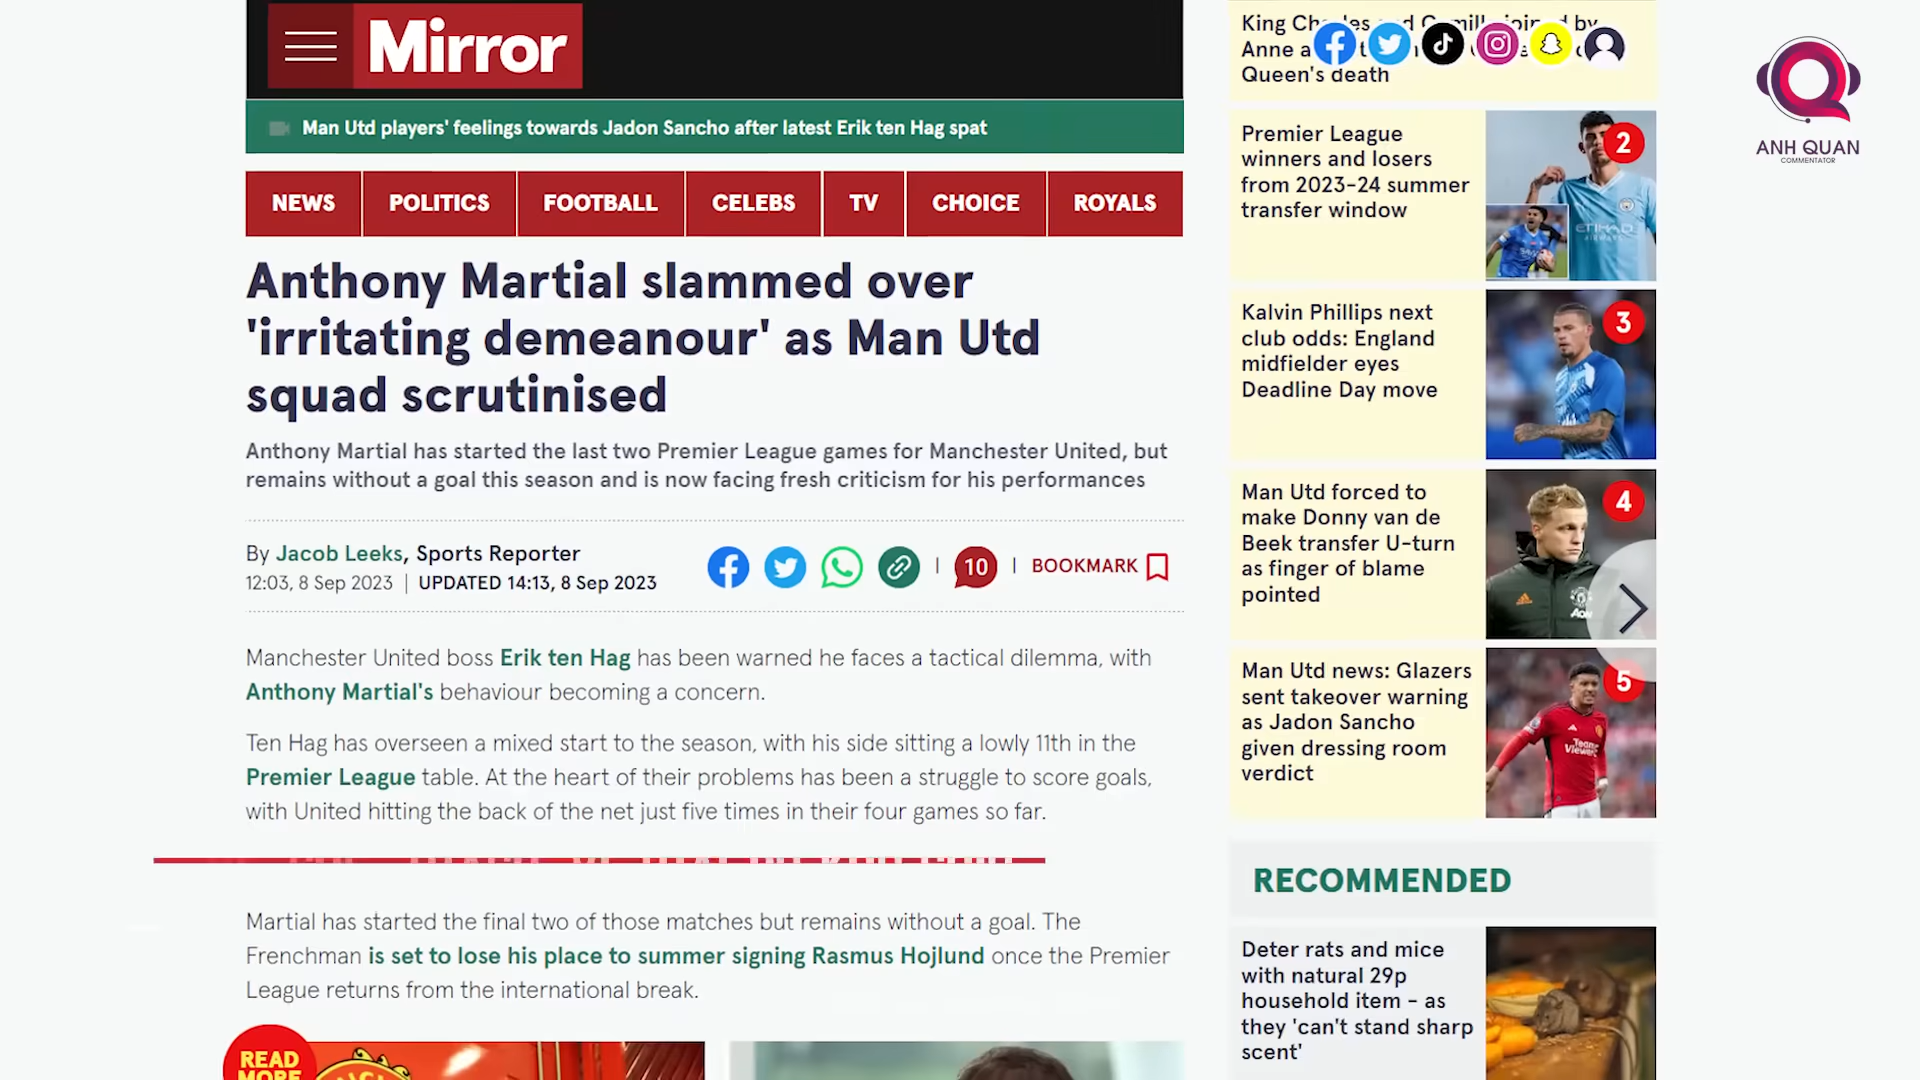 Mirror
Man Utd players' feelings towards Jadon Sancho after latest Erik ten Hag spat
NEWS
POLITICS
FOOTBALL
CELEBS
TV
CHOICE
ROYALS
Anthony Martial slammed over
'irritating demeanour' as Man Utd
squad scrutinised
Anthony Martial has started the last two Premier League games for Manchester United, but
remains without a goal this season and is now facing fresh criticism for his performances
By Jacob Leeks, Sports Reporter
12:03, 8 Sep 2023 | UPDATED 14:13, 8 Sep 2023
10
BOOKMARK
Manchester United boss Erik ten Hag has been warned he faces a tactical dilemma, with
Anthony Martial's behaviour becoming a concern.
Ten Hag has overseen a mixed start to the season, with his side sitting a lowly 11th in the
Premier League table. At the heart of their problems has been a struggle to score goals,
with United hitting the back of the net just five times in their four games so far.
Martial has started the final two of those matches but remains without a goal. The
Frenchman is set to lose his place to summer signing Rasmus Hojlund once the Premier
League returns from the international break.
READ
MORE
King Charles and Camilla joined by
Anne
Queen's death
Premier League
winners and losers
from 2023-24 summer
transfer window
2
ETIHAD
AIRWAYS
Kalvin Phillips next
club odds: England
midfielder eyes
Deadline Day move
3
Man Utd forced to
make Donny van de
Beek transfer U-turn
as finger of blame
pointed
4
Man Utd news: Glazers
sent takeover warning
as Jadon Sancho
given dressing room
verdict
5
TeamViewer
RECOMMENDED
Deter rats and mice
with natural 29p
household item - as
they 'can't stand sharp
scent'
ANH QUAN
COMMENTATOR